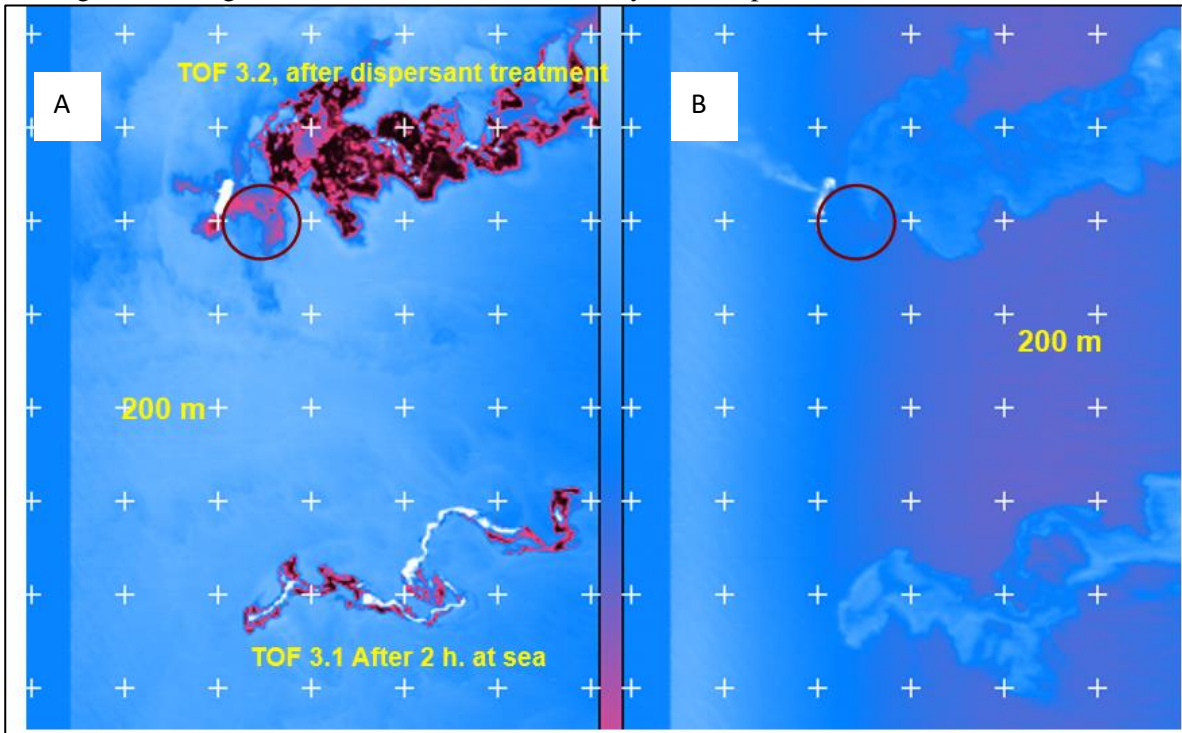 A
TOF 3.2, after dispersant treatment
B
200 m
200 m
TOF 3.1 After 2 h. at sea